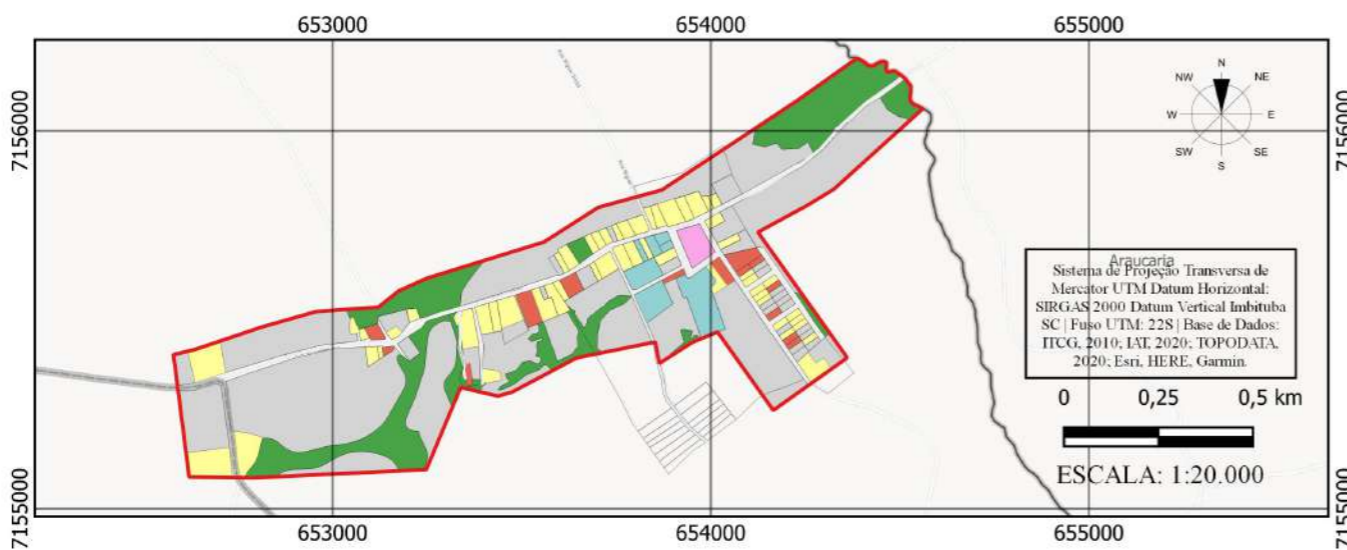 653000
654000
655000
7156000
7156000
N
NW
NE
W
E
SW
SE
S
Araucaria
Sistema de Projeção Transversa de
Mercator UTM Datum Horizontal:
SIRGAS 2000 Datum Vertical Imbituba
SC | Fuso UTM: 22S | Base de Dados:
ITCG, 2010; IAT, 2020; TOPODATA,
2020; Esri, HERE, Garmin.
0 0,25 0,5 km
ESCALA: 1:20.000
7155000
7155000
653000
654000
655000